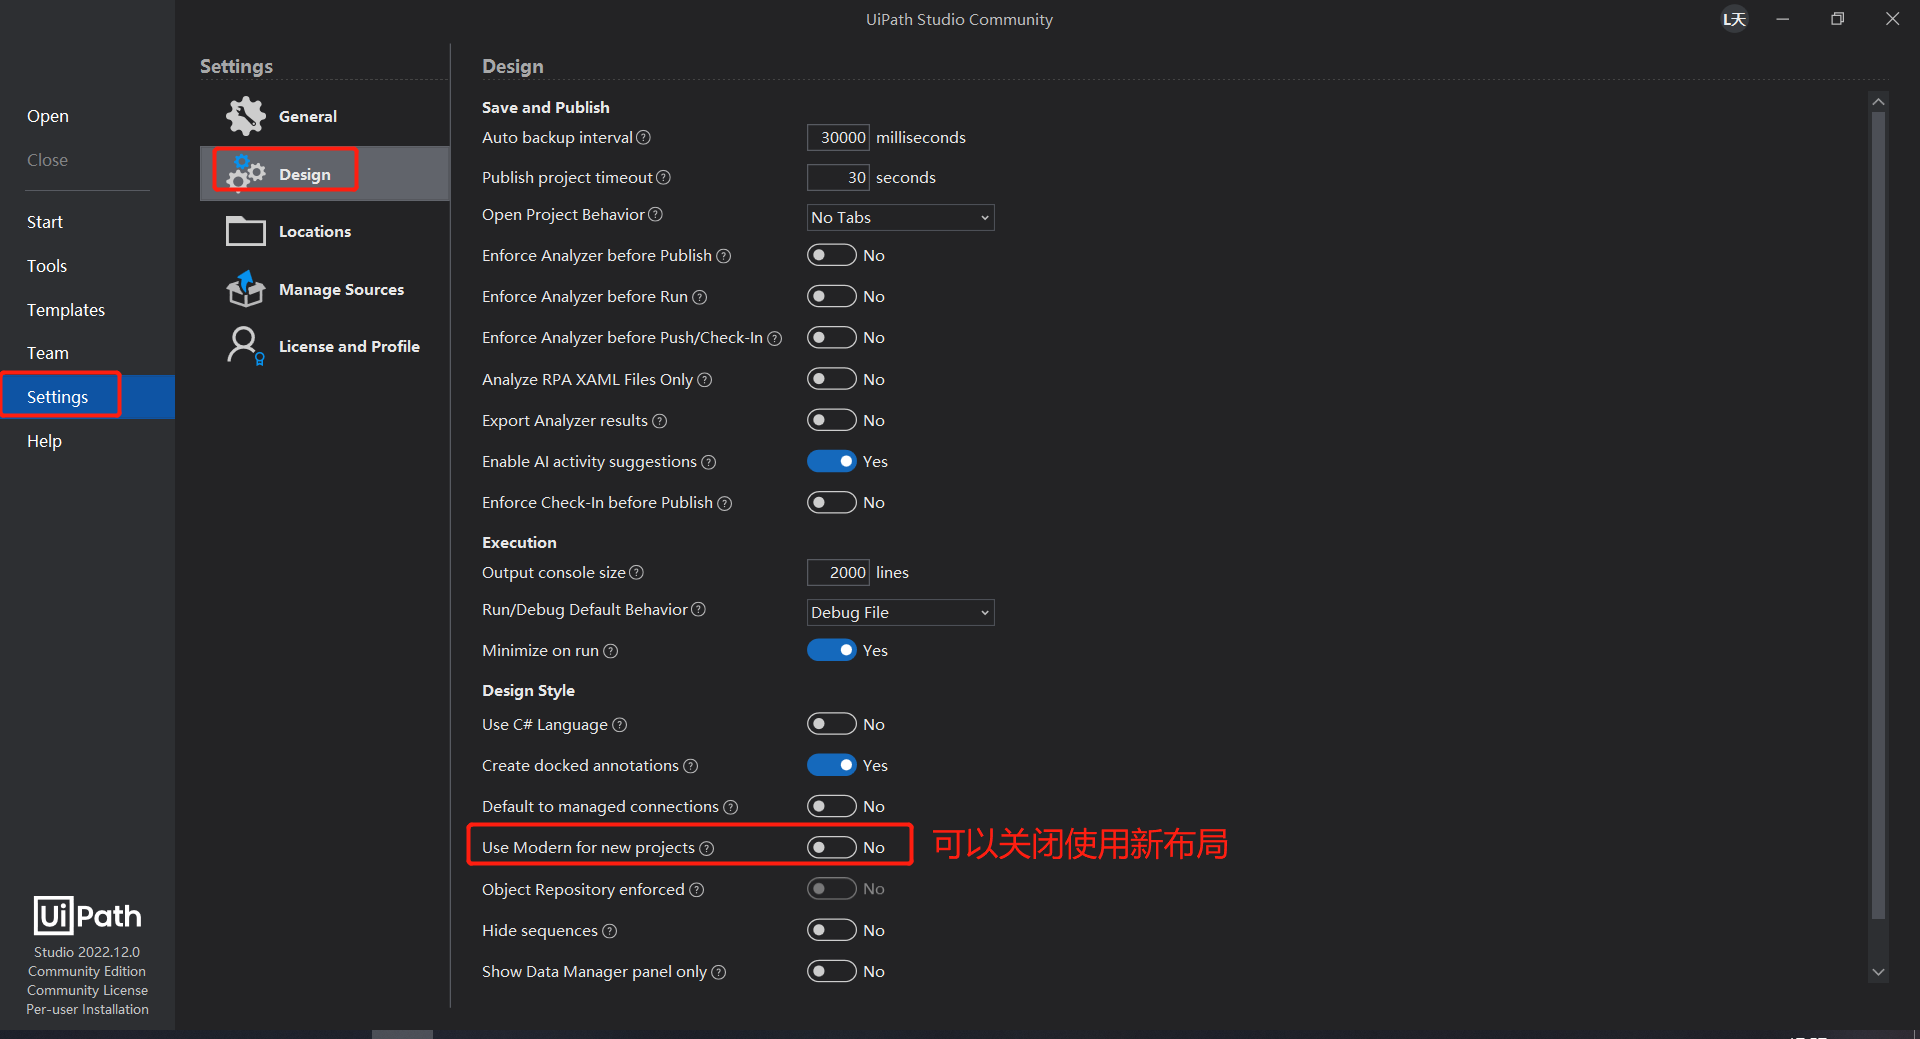 UiPath Studio Community
L天
Open
Close
Start
Tools
Templates
Team
Settings
Help
UiPath
Studio 2022.12.0
Community Edition
Community License
Per-user Installation
Settings
General
Design
Locations
Manage Sources
License and Profile
Design
Save and Publish
Auto backup interval ? 30000 milliseconds
Publish project timeout ? 30 seconds
Open Project Behavior ? No Tabs
Enforce Analyzer before Publish ? No
Enforce Analyzer before Run ? No
Enforce Analyzer before Push/Check-In ? No
Analyze RPA XAML Files Only ? No
Export Analyzer results ? No
Enable AI activity suggestions ? Yes
Enforce Check-In before Publish ? No
Execution
Output console size ? 2000 lines
Run/Debug Default Behavior ? Debug File
Minimize on run ? Yes
Design Style
Use C# Language ? No
Create docked annotations ? Yes
Default to managed connections ? No
Use Modern for new projects ? No 可以关闭使用新布局
Object Repository enforced ? No
Hide sequences ? No
Show Data Manager panel only ? No